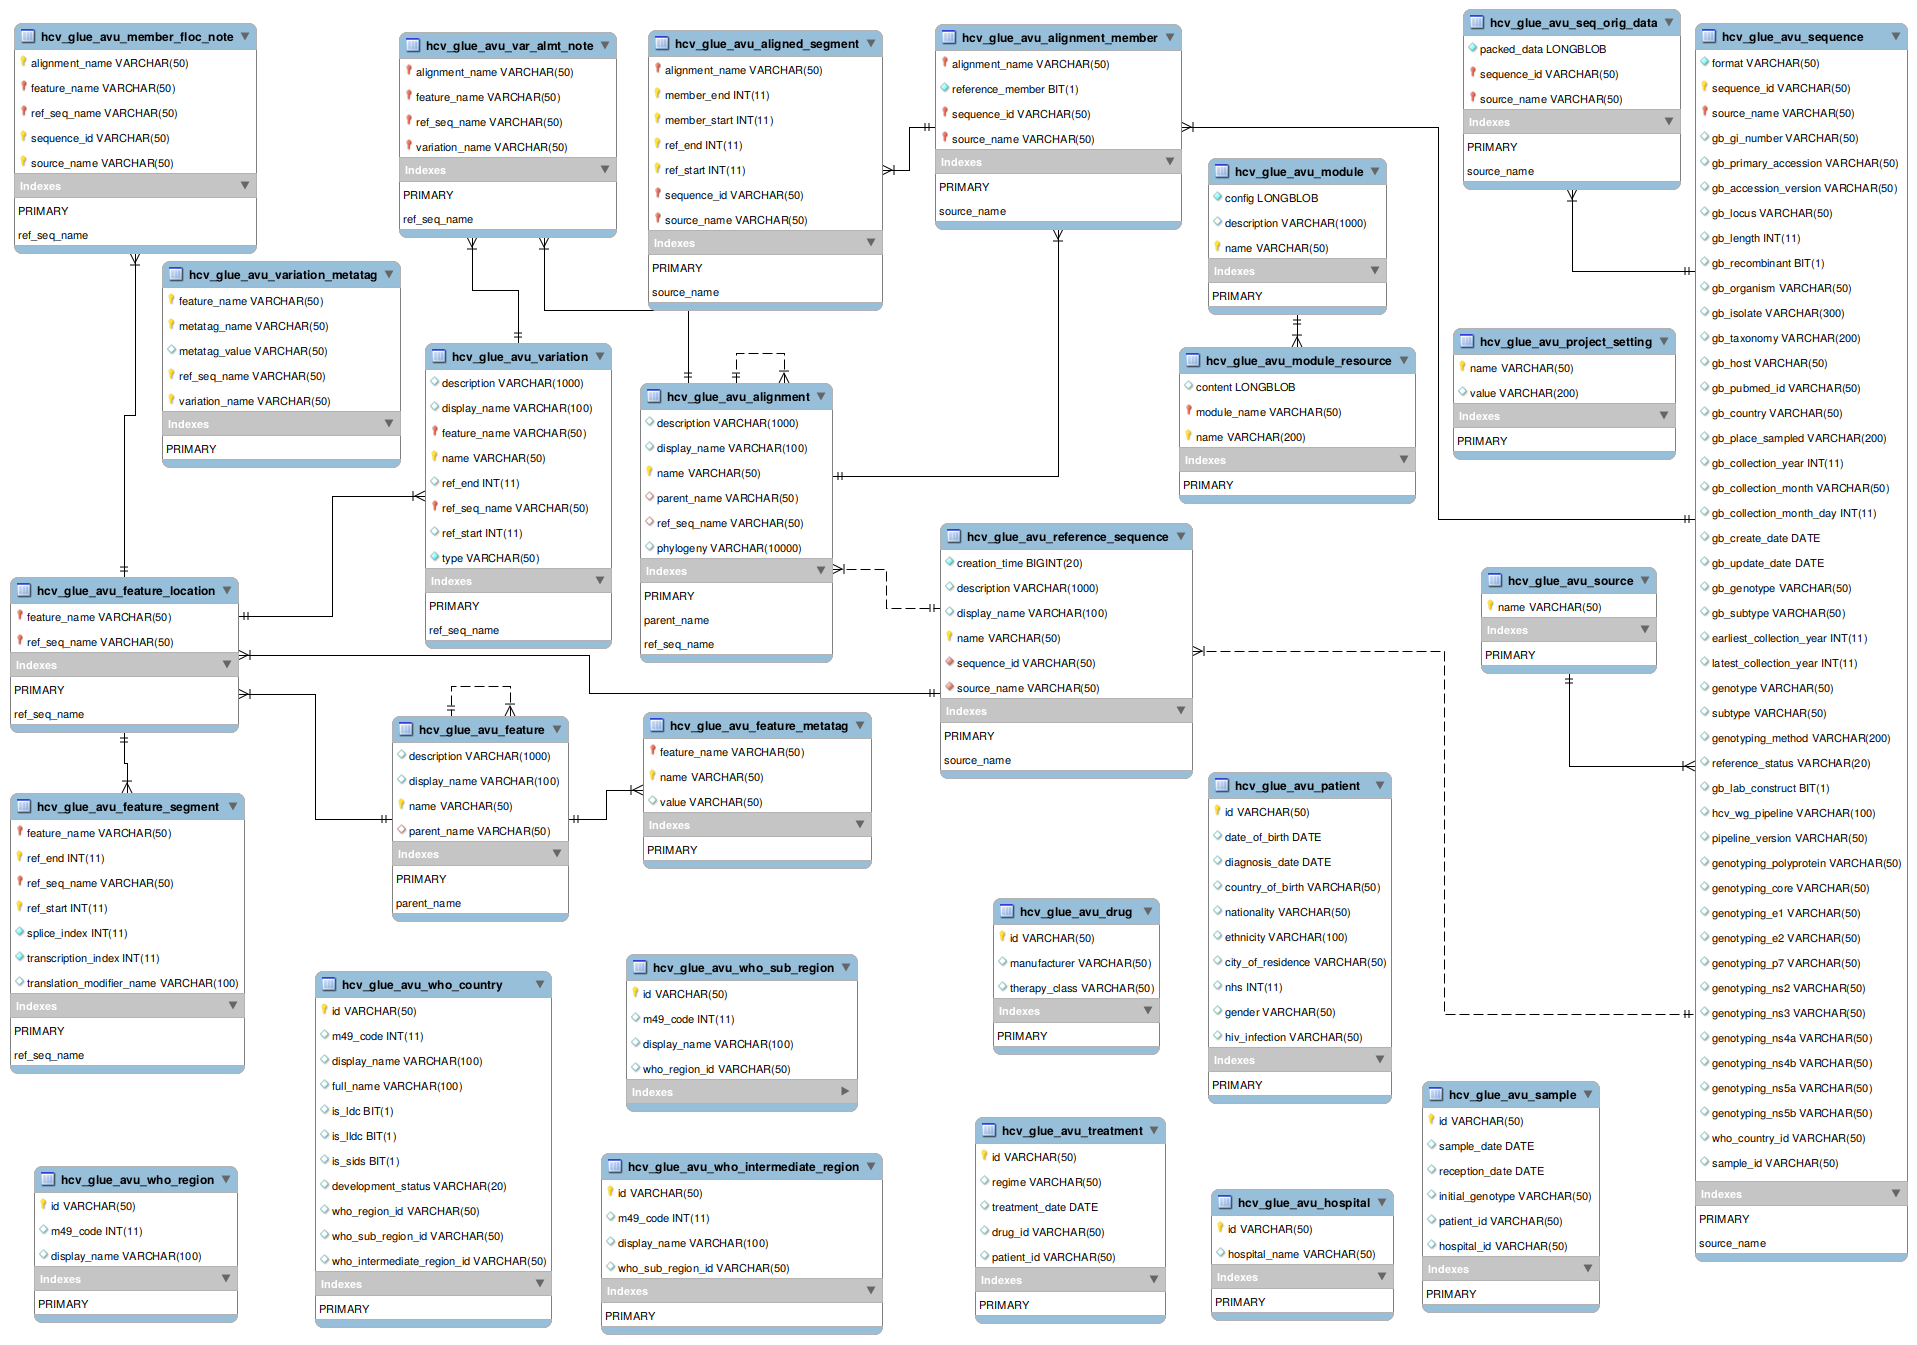 hcv_glue_avu_member_floc_note
alignment_name VARCHAR(50)
feature_name VARCHAR(50)
ref_seq_name VARCHAR(50)
sequence_id VARCHAR(50)
source_name VARCHAR(50)
Indexes
PRIMARY
ref_seq_name
hcv_glue_avu_var_almt_note
alignment_name VARCHAR(50)
feature_name VARCHAR(50)
ref_seq_name VARCHAR(50)
variation_name VARCHAR(50)
Indexes
PRIMARY
ref_seq_name
hcv_glue_avu_aligned_segment
alignment_name VARCHAR(50)
member_end INT(11)
member_start INT(11)
ref_end INT(11)
ref_start INT(11)
sequence_id VARCHAR(50)
source_name VARCHAR(50)
Indexes
PRIMARY
source_name
hcv_glue_avu_alignment_member
alignment_name VARCHAR(50)
reference_member BIT(1)
sequence_id VARCHAR(50)
source_name VARCHAR(50)
Indexes
PRIMARY
source_name
hcv_glue_avu_seq_orig_data
packed_data LONGBLOB
sequence_id VARCHAR(50)
source_name VARCHAR(50)
Indexes
PRIMARY
source_name
hcv_glue_avu_sequence
format VARCHAR(50)
sequence_id VARCHAR(50)
source_name VARCHAR(50)
gb_gi_number VARCHAR(50)
gb_primary_accession VARCHAR(50)
gb_accession_version VARCHAR(50)
gb_locus VARCHAR(50)
gb_length INT(11)
gb_recombinant BIT(1)
gb_organism VARCHAR(50)
gb_isolate VARCHAR(300)
gb_taxonomy VARCHAR(200)
gb_host VARCHAR(50)
gb_pubmed_id VARCHAR(50)
gb_country VARCHAR(50)
gb_place_sampled VARCHAR(200)
gb_collection_year INT(11)
gb_collection_month VARCHAR(50)
gb_collection_month_day INT(11)
gb_create_date DATE
gb_update_date DATE
gb_genotype VARCHAR(50)
gb_subtype VARCHAR(50)
earliest_collection_year INT(11)
latest_collection_year INT(11)
genotype VARCHAR(50)
subtype VARCHAR(50)
genotyping_method VARCHAR(200)
reference_status VARCHAR(20)
gb_lab_construct BIT(1)
hcv_wg_pipeline VARCHAR(100)
pipeline_version VARCHAR(50)
genotyping_polyprotein VARCHAR(50)
genotyping_core VARCHAR(50)
genotyping_e1 VARCHAR(50)
genotyping_e2 VARCHAR(50)
genotyping_p7 VARCHAR(50)
genotyping_ns2 VARCHAR(50)
genotyping_ns3 VARCHAR(50)
genotyping_ns4a VARCHAR(50)
genotyping_ns4b VARCHAR(50)
genotyping_ns5a VARCHAR(50)
genotyping_ns5b VARCHAR(50)
who_country_id VARCHAR(50)
sample_id VARCHAR(50)
Indexes
PRIMARY
source_name
hcv_glue_avu_module
config LONGBLOB
description VARCHAR(1000)
name VARCHAR(50)
Indexes
PRIMARY
hcv_glue_avu_variation_metatag
feature_name VARCHAR(50)
metatag_name VARCHAR(50)
metatag_value VARCHAR(50)
ref_seq_name VARCHAR(50)
variation_name VARCHAR(50)
Indexes
PRIMARY
hcv_glue_avu_variation
description VARCHAR(1000)
display_name VARCHAR(100)
feature_name VARCHAR(50)
name VARCHAR(50)
ref_end INT(11)
ref_seq_name VARCHAR(50)
ref_start INT(11)
type VARCHAR(50)
Indexes
PRIMARY
ref_seq_name
hcv_glue_avu_alignment
description VARCHAR(1000)
display_name VARCHAR(100)
name VARCHAR(50)
parent_name VARCHAR(50)
ref_seq_name VARCHAR(50)
phylogeny VARCHAR(10000)
Indexes
PRIMARY
parent_name
ref_seq_name
hcv_glue_avu_module_resource
content LONGBLOB
module_name VARCHAR(50)
name VARCHAR(200)
Indexes
PRIMARY
hcv_glue_avu_project_setting
name VARCHAR(50)
value VARCHAR(200)
Indexes
PRIMARY
hcv_glue_avu_reference_sequence
creation_time BIGINT(20)
description VARCHAR(1000)
display_name VARCHAR(100)
name VARCHAR(50)
sequence_id VARCHAR(50)
source_name VARCHAR(50)
Indexes
PRIMARY
source_name
hcv_glue_avu_source
name VARCHAR(50)
Indexes
PRIMARY
hcv_glue_avu_feature_location
feature_name VARCHAR(50)
ref_seq_name VARCHAR(50)
Indexes
PRIMARY
ref_seq_name
hcv_glue_avu_feature
description VARCHAR(1000)
display_name VARCHAR(100)
name VARCHAR(50)
parent_name VARCHAR(50)
Indexes
PRIMARY
parent_name
hcv_glue_avu_feature_metatag
feature_name VARCHAR(50)
name VARCHAR(50)
value VARCHAR(50)
Indexes
PRIMARY
hcv_glue_avu_feature_segment
feature_name VARCHAR(50)
ref_end INT(11)
ref_seq_name VARCHAR(50)
ref_start INT(11)
splice_index INT(11)
transcription_index INT(11)
translation_modifier_name VARCHAR(100)
Indexes
PRIMARY
ref_seq_name
hcv_glue_avu_patient
id VARCHAR(50)
date_of_birth DATE
diagnosis_date DATE
country_of_birth VARCHAR(50)
nationality VARCHAR(50)
ethnicity VARCHAR(100)
city_of_residence VARCHAR(50)
nhs INT(11)
gender VARCHAR(50)
hiv_infection VARCHAR(50)
Indexes
PRIMARY
hcv_glue_avu_drug
id VARCHAR(50)
manufacturer VARCHAR(50)
therapy_class VARCHAR(50)
Indexes
PRIMARY
hcv_glue_avu_who_country
id VARCHAR(50)
m49_code INT(11)
display_name VARCHAR(100)
full_name VARCHAR(100)
is_ldc BIT(1)
is_lldc BIT(1)
is_sids BIT(1)
development_status VARCHAR(20)
who_region_id VARCHAR(50)
who_sub_region_id VARCHAR(50)
who_intermediate_region_id VARCHAR(50)
Indexes
PRIMARY
hcv_glue_avu_who_sub_region
id VARCHAR(50)
m49_code INT(11)
display_name VARCHAR(100)
who_region_id VARCHAR(50)
Indexes
hcv_glue_avu_who_region
id VARCHAR(50)
m49_code INT(11)
display_name VARCHAR(100)
Indexes
PRIMARY
hcv_glue_avu_who_intermediate_region
id VARCHAR(50)
m49_code INT(11)
display_name VARCHAR(100)
who_sub_region_id VARCHAR(50)
Indexes
PRIMARY
hcv_glue_avu_treatment
id VARCHAR(50)
regime VARCHAR(50)
treatment_date DATE
drug_id VARCHAR(50)
patient_id VARCHAR(50)
Indexes
PRIMARY
hcv_glue_avu_hospital
id VARCHAR(50)
hospital_name VARCHAR(50)
Indexes
PRIMARY
hcv_glue_avu_sample
id VARCHAR(50)
sample_date DATE
reception_date DATE
initial_genotype VARCHAR(50)
patient_id VARCHAR(50)
hospital_id VARCHAR(50)
Indexes
PRIMARY